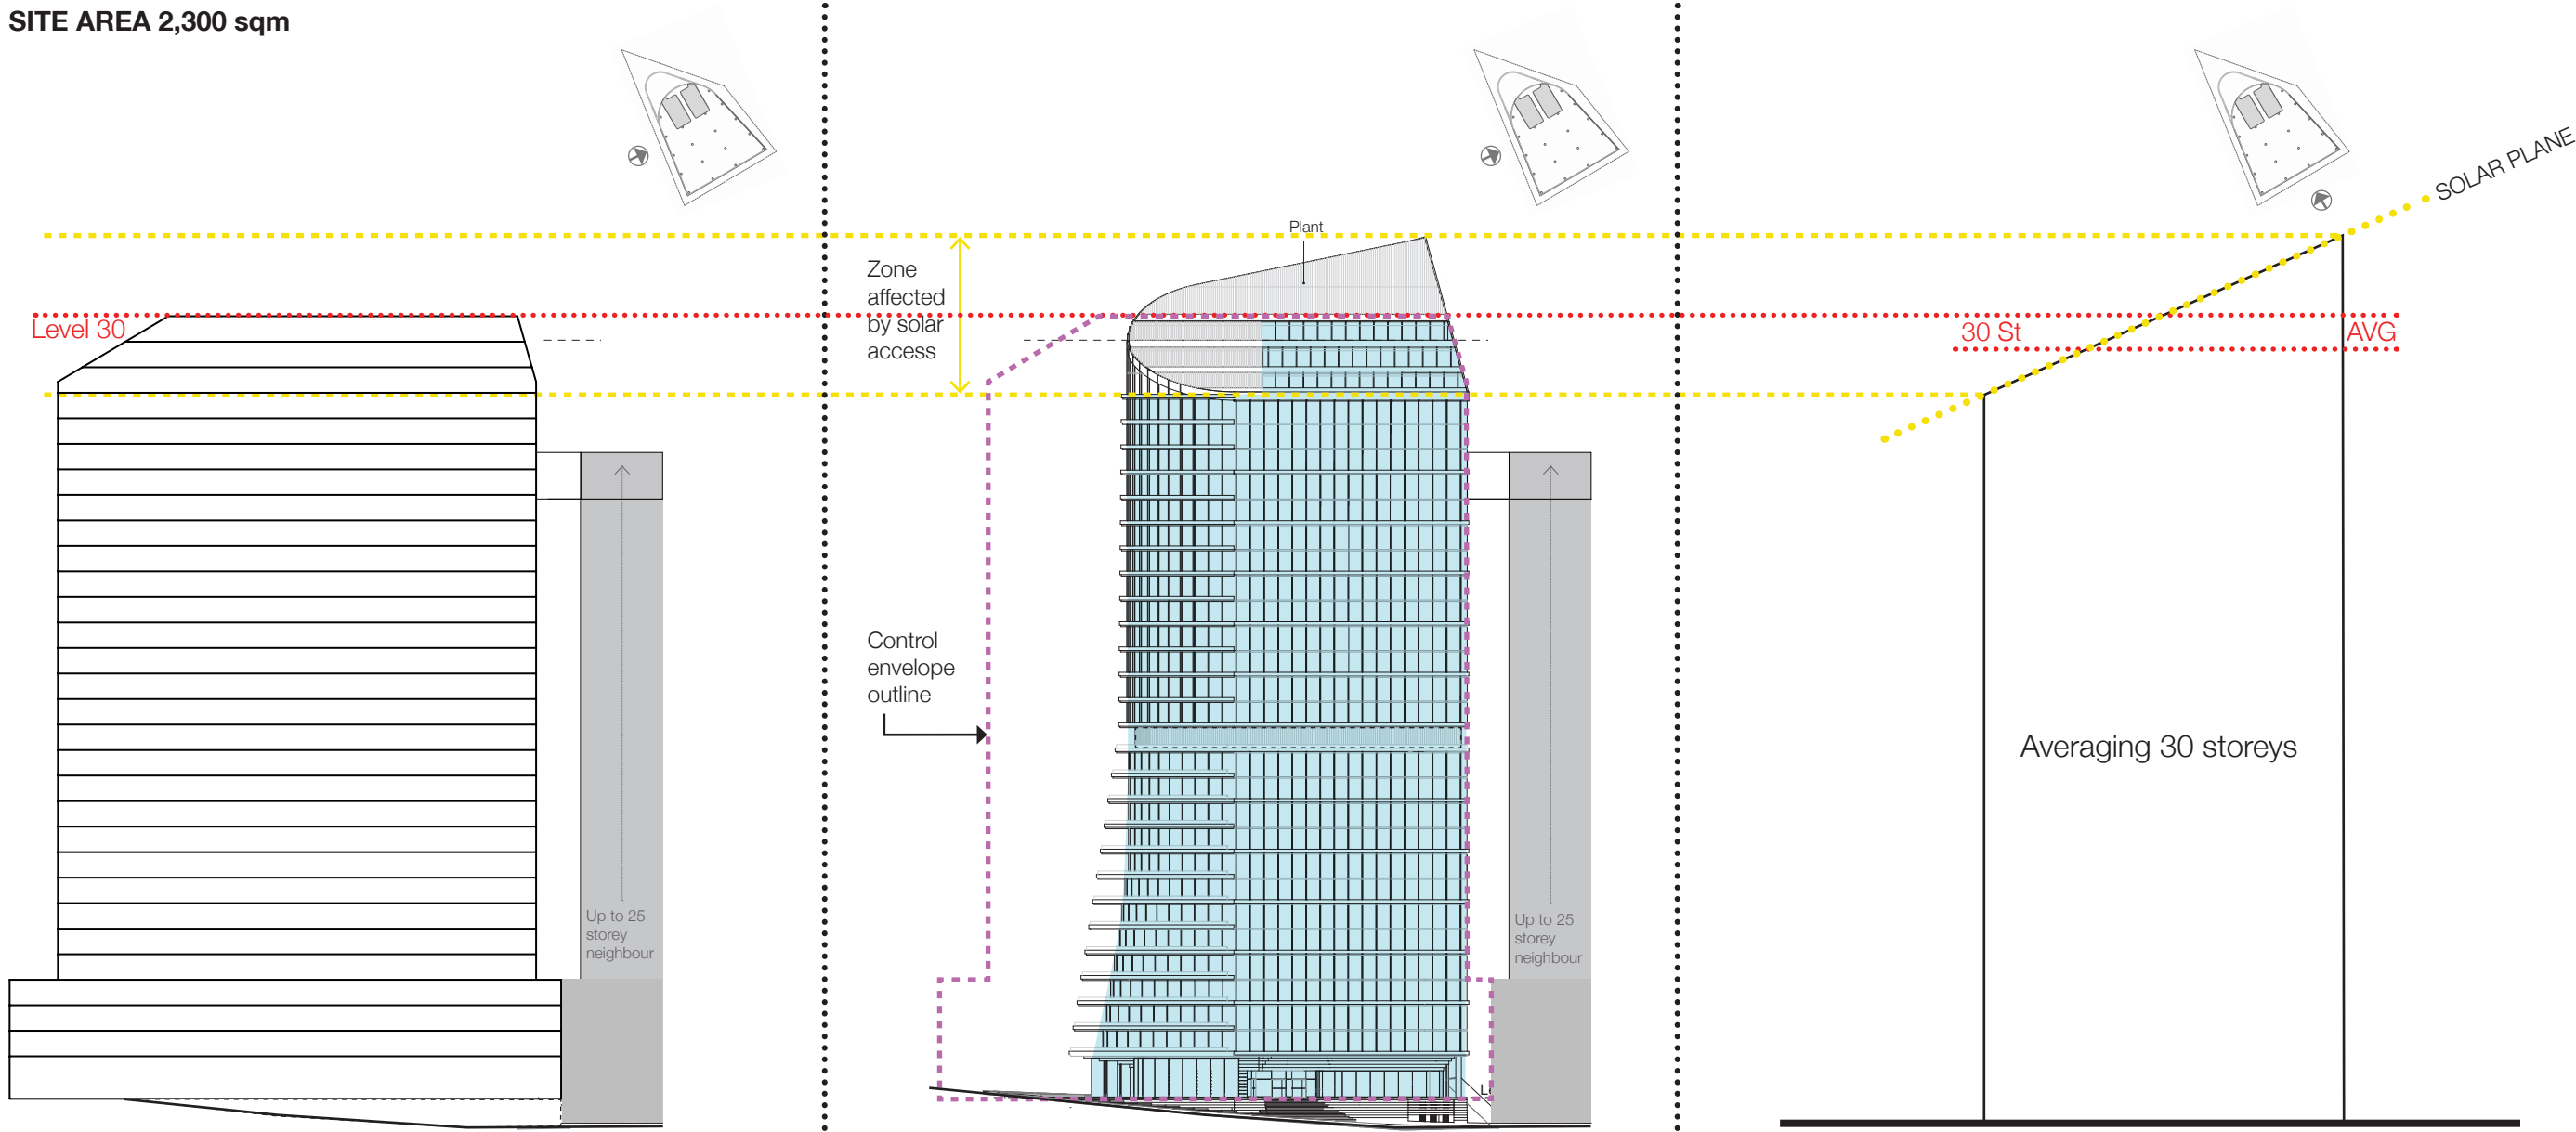 SITE AREA 2,300 sqm
Level 30
Up to 25
storey
neighbour
Zone
affected
by solar
access
Plant
Control
envelope
outline
Up to 25
storey
neighbour
SOLAR PLANE
30 St
AVG
Averaging 30 storeys